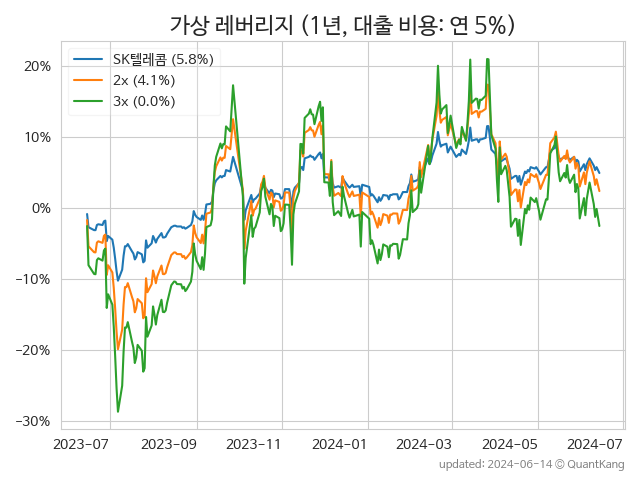 가상 레버리지 (1년, 대출 비용: 연 5%)
SK텔레콤 (5.8%)
2x (4.1%)
3x (0.0%)
20%
10%
0%
−10%
−20%
−30%
2023-07 2023-09 2023-11 2024-01 2024-03 2024-05 2024-07
updated: 2024-06-14 © QuantKang